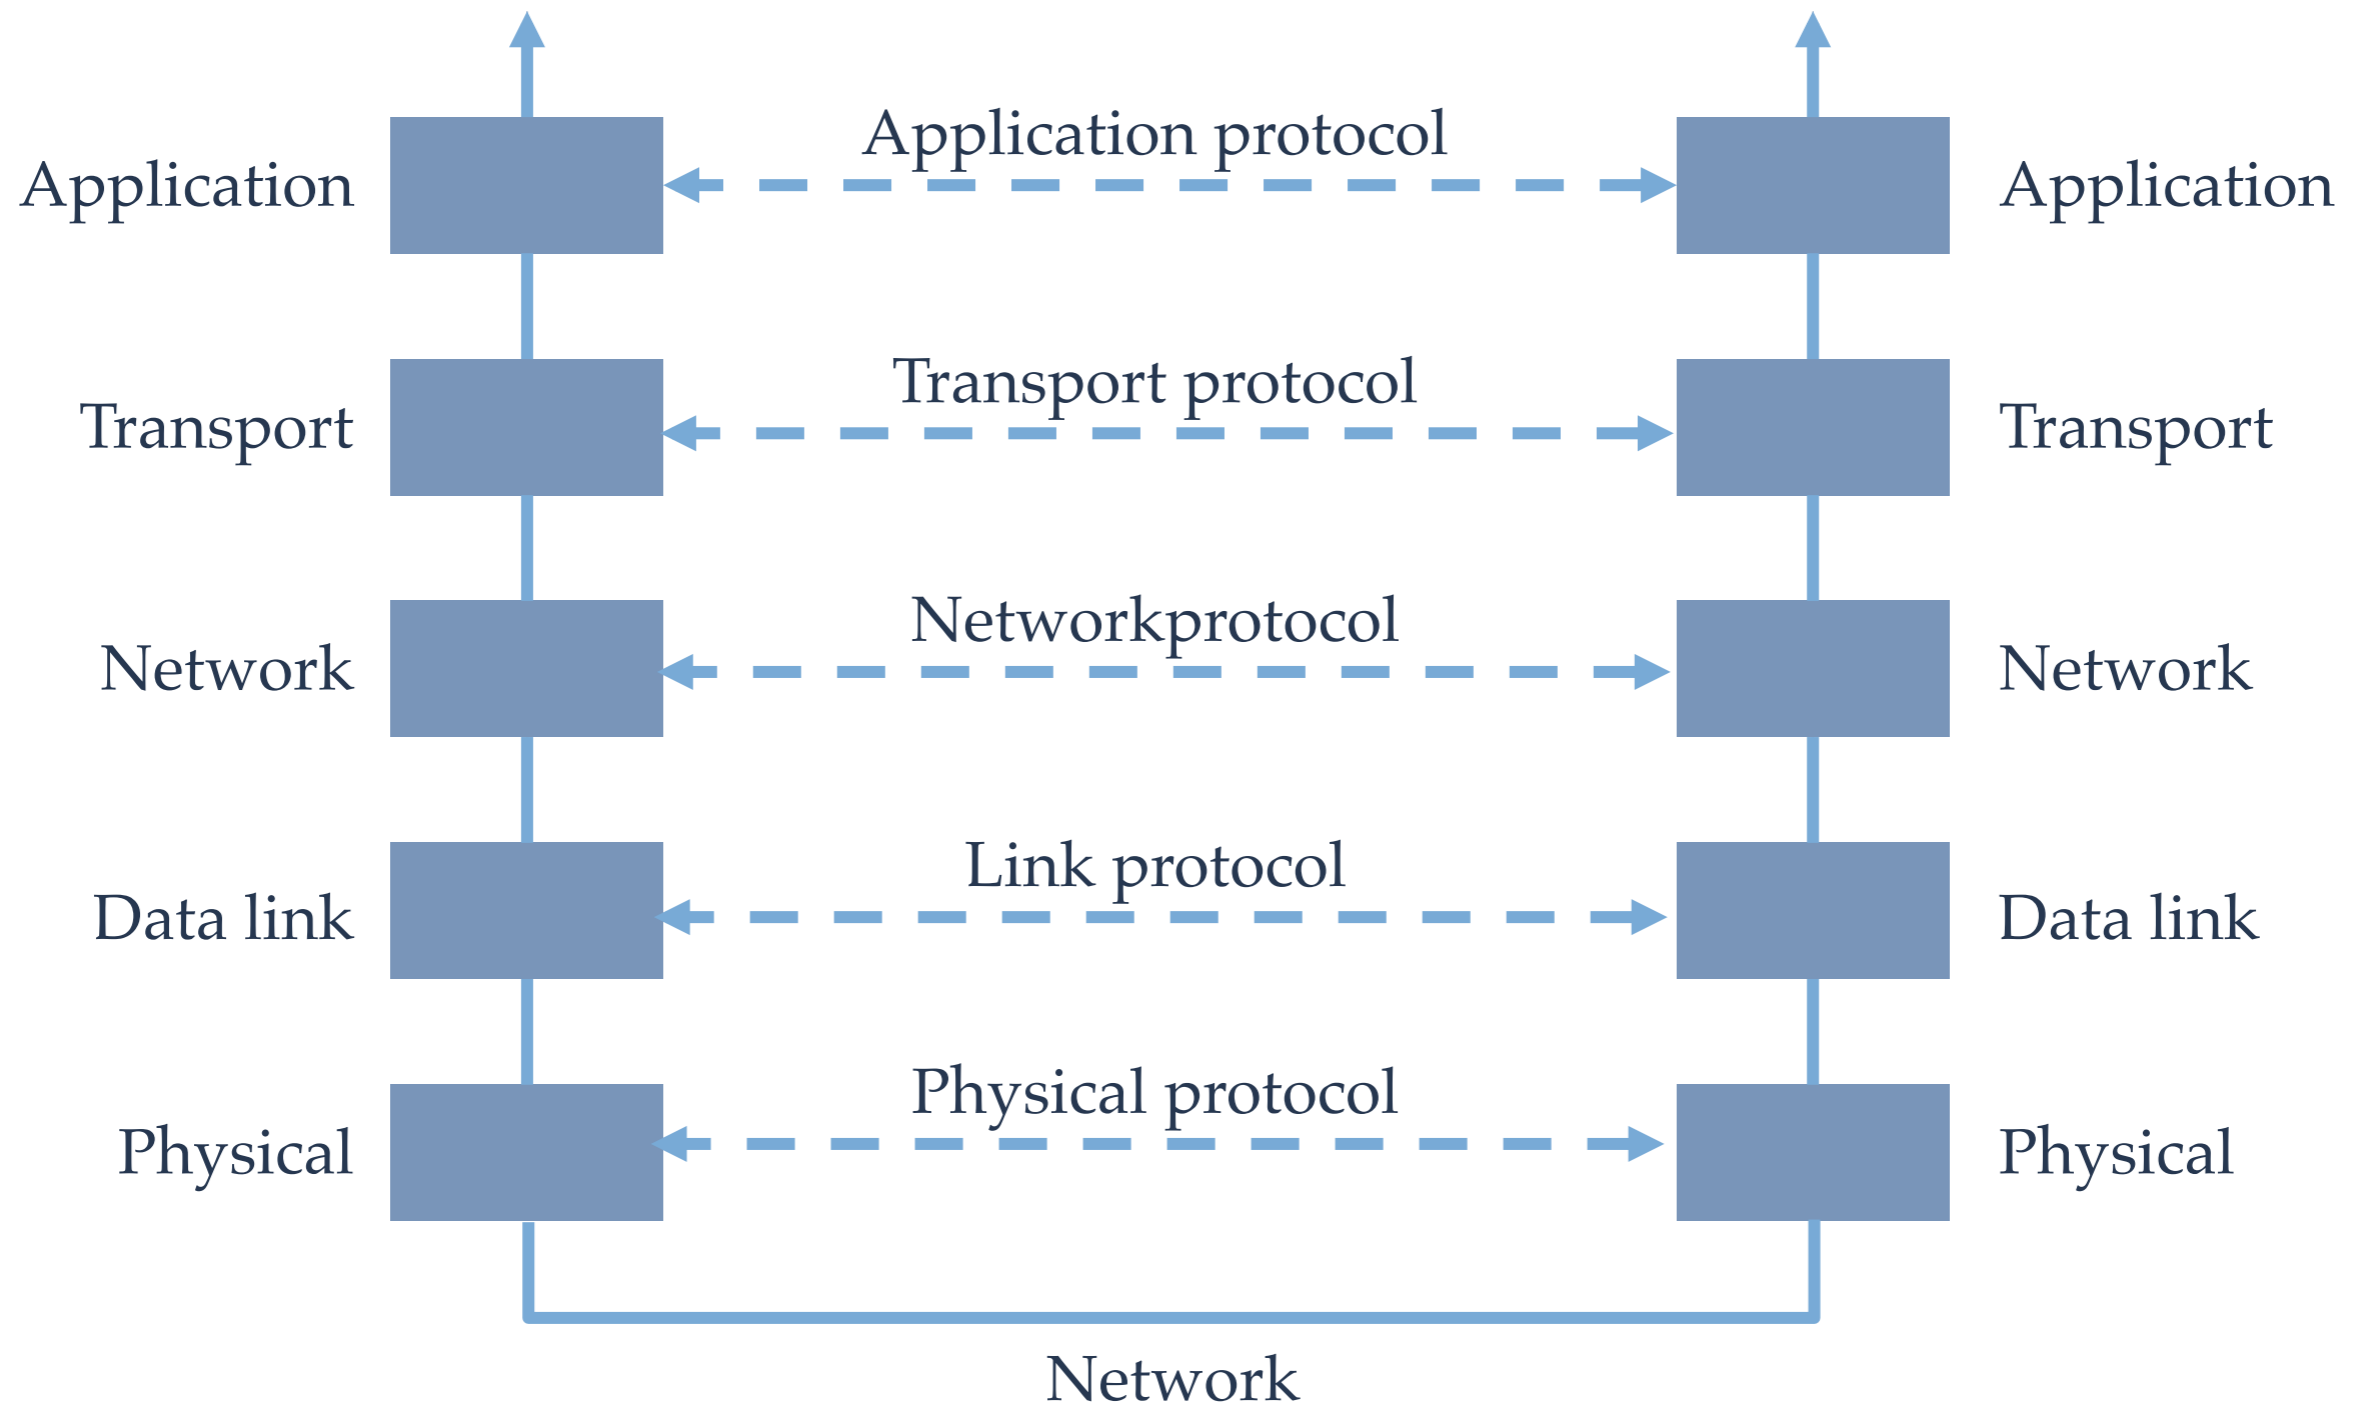 Application protocol
Application
Application
Transport protocol
Transport
Transport
Networkprotocol
Network
Network
Link protocol
Data link
Data link
Physical protocol
Physical
Physical
Network